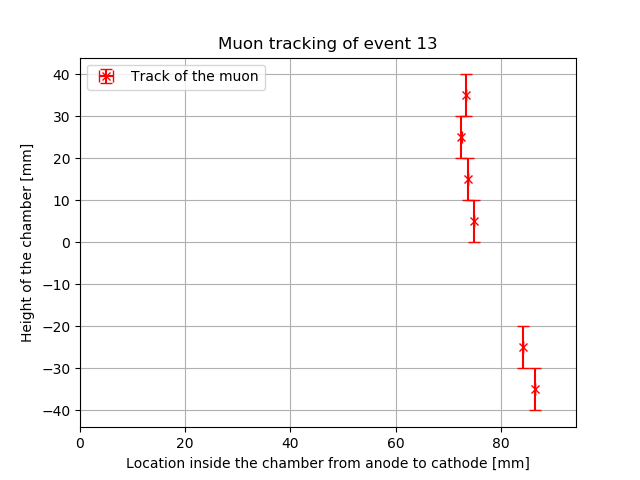 Muon tracking of event 13
Track of the muon
Height of the chamber [mm]
40
30
20
10
0
−10
−20
−30
−40
0 20 40 60 80
Location inside the chamber from anode to cathode [mm]